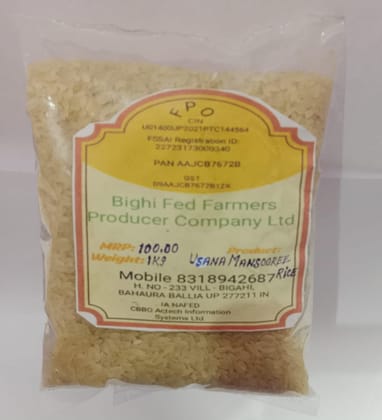 FPO
CIN
U01400UP2021PTC144564
FSSAI Registration ID:
22723173000340
PAN AAJCB7672B
GST
09AAJCB7672B1ZK
Bighi Fed Farmers
Producer Company Ltd
MRP: 100.00 Product:
Weight: 1Kg Usana Mansooree
Rice
Mobile 8318942687
H. NO - 233 VILL - BIGAHI,
BAHAURA BALLIA UP 277211 IN
IA NAFED
CBBO Actech Information
Systems Ltd